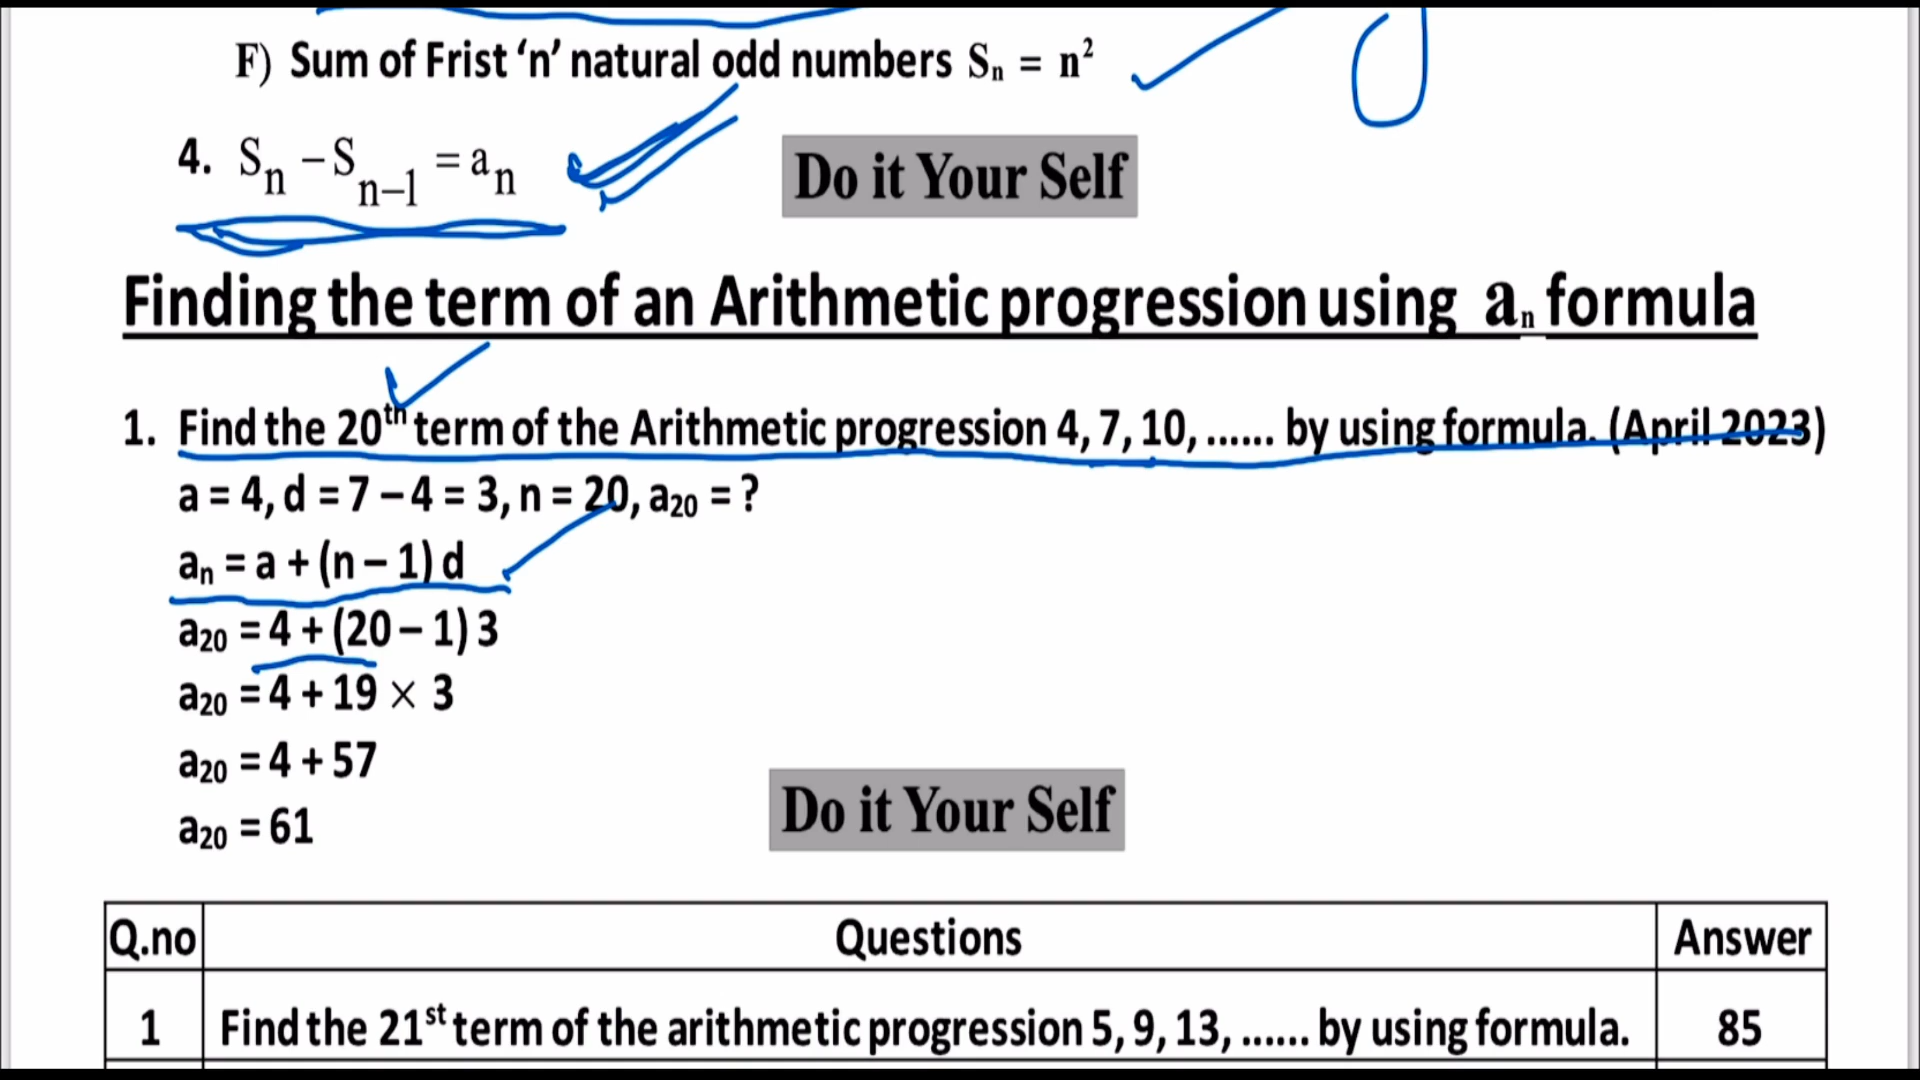 F) Sum of Frist ‘n’ natural odd numbers Sₙ = n²
4. Sₙ – Sₙ₋₁ = aₙ
Do it Your Self
Finding the term of an Arithmetic progression using aₙ formula
1. Find the 20ᵗʰ term of the Arithmetic progression 4, 7, 10, ...... by using formula. (April 2023)
a = 4, d = 7 – 4 = 3, n = 20, a₂₀ = ?
aₙ = a + (n – 1) d
a₂₀ = 4 + (20 – 1) 3
a₂₀ = 4 + 19 × 3
a₂₀ = 4 + 57
a₂₀ = 61
Do it Your Self
Q.no Questions Answer
1 Find the 21ˢᵗ term of the arithmetic progression 5, 9, 13, ...... by using formula. 85